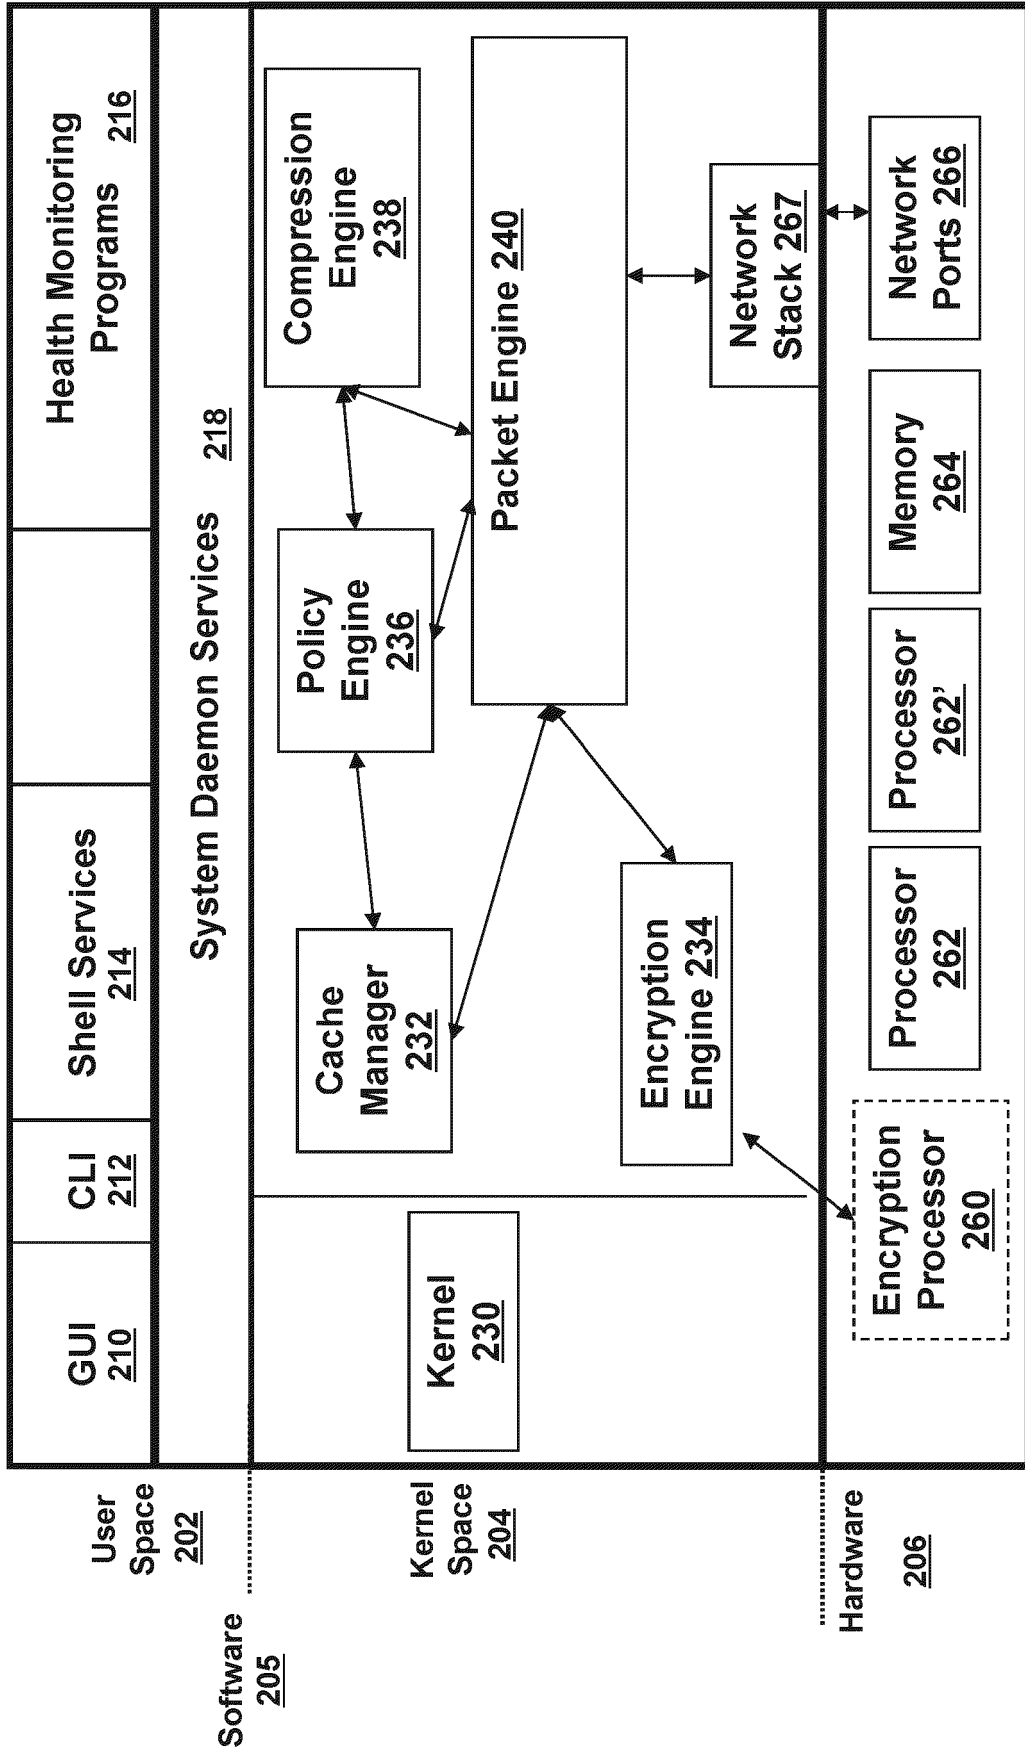 User
Space
202
GUI
210
CLI
212
Shell Services
214
Health Monitoring
Programs 216
System Daemon Services 218
Software
205
Kernel
Space
204
Kernel
230
Cache
Manager
232
Policy
Engine
236
Compression
Engine
238
Packet Engine 240
Encryption
Engine 234
Network
Stack 267
Hardware
206
Encryption
Processor
260
Processor
262
Processor
262’
Memory
264
Network
Ports 266